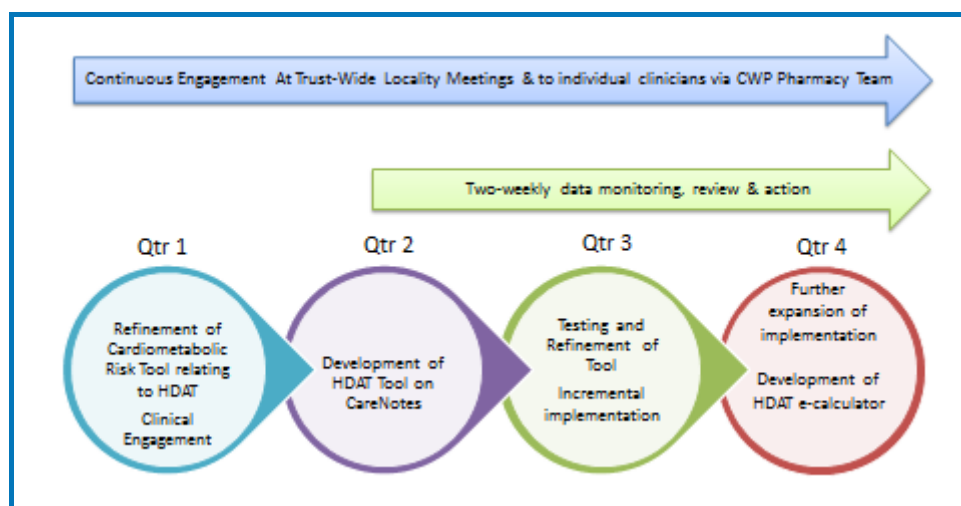 Continuous Engagement At Trust-Wide Locality Meetings & to individual clinicians via CWP Pharmacy Team
Two-weekly data monitoring, review & action
Qtr 1
Refinement of
Cardiometabolic
Risk Tool relating
to HDAT
Clinical
Engagement
Qtr 2
Development of
HDAT Tool on
CareNotes
Qtr 3
Testing and
Refinement of
Tool
Incremental
implementation
Qtr 4
Further
expansion of
implementation
Development of
HDAT e-calculator